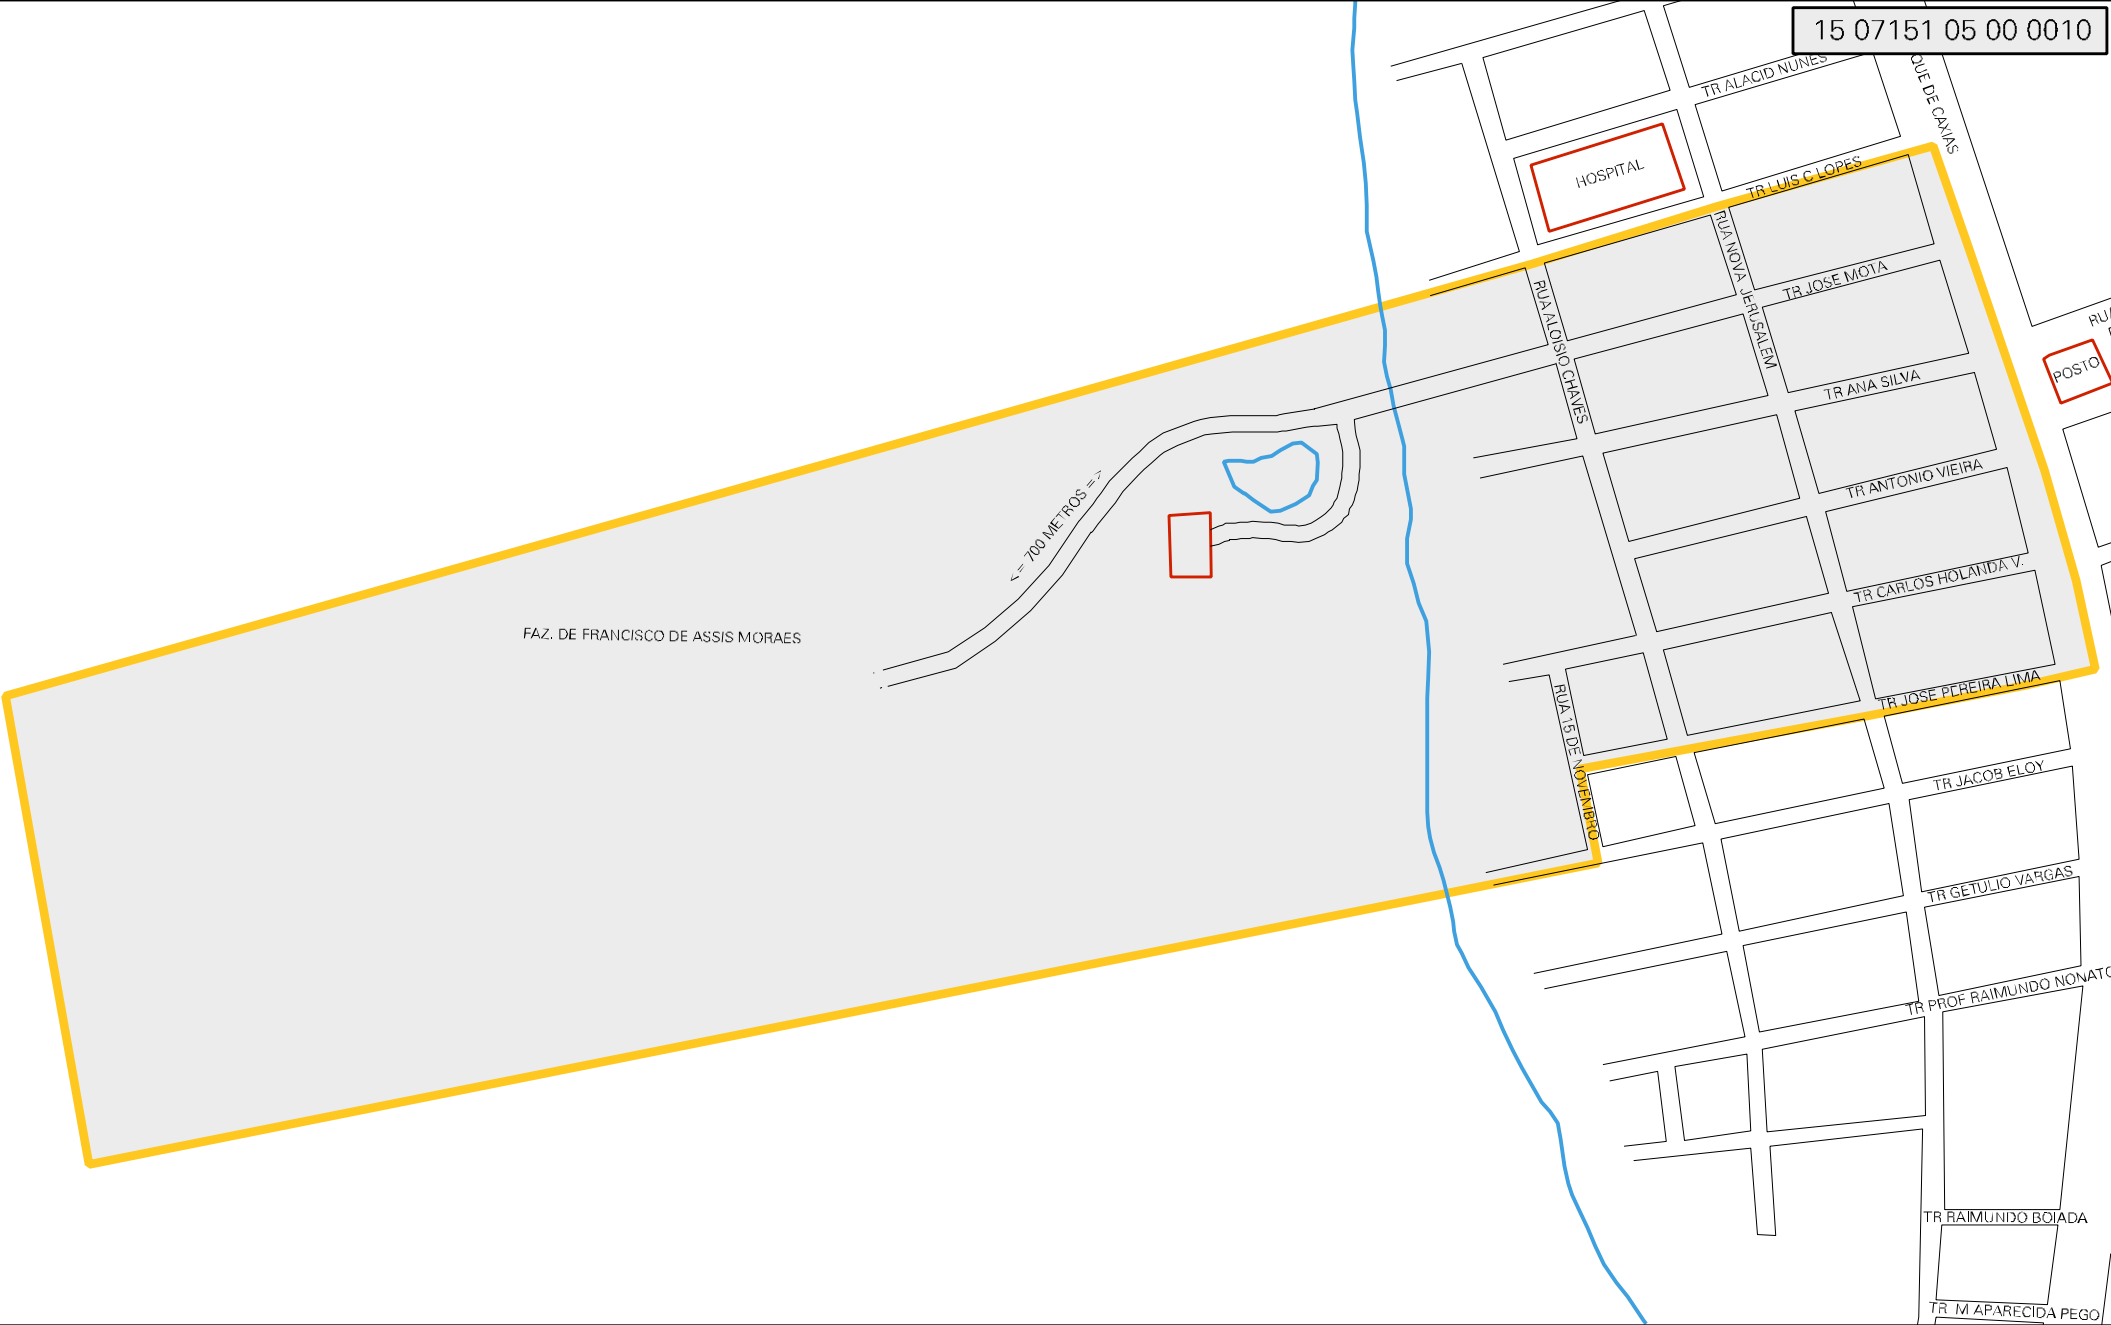 15 07151 05 00 0010
TR ALACID NUNES
QUE DE CAXIAS
HOSPITAL
TR LUIS C LOPES
RUA NOVA JERUSALEM
TR JOSE MOTA
RUA ALOISIO CHAVES
RUA
POSTO
TR ANA SILVA
TR ANTONIO VIEIRA
<= 700 METROS =>
TR CARLOS HOLANDA V.
FAZ. DE FRANCISCO DE ASSIS MORAES
TR JOSE PEREIRA LIMA
RUA 15 DE NOVEMBRO
TR JACOB ELOY
TR GETULIO VARGAS
TR PROF RAIMUNDO NONATO
TR RAIMUNDO BOIADA
TR M APARECIDA PEGO